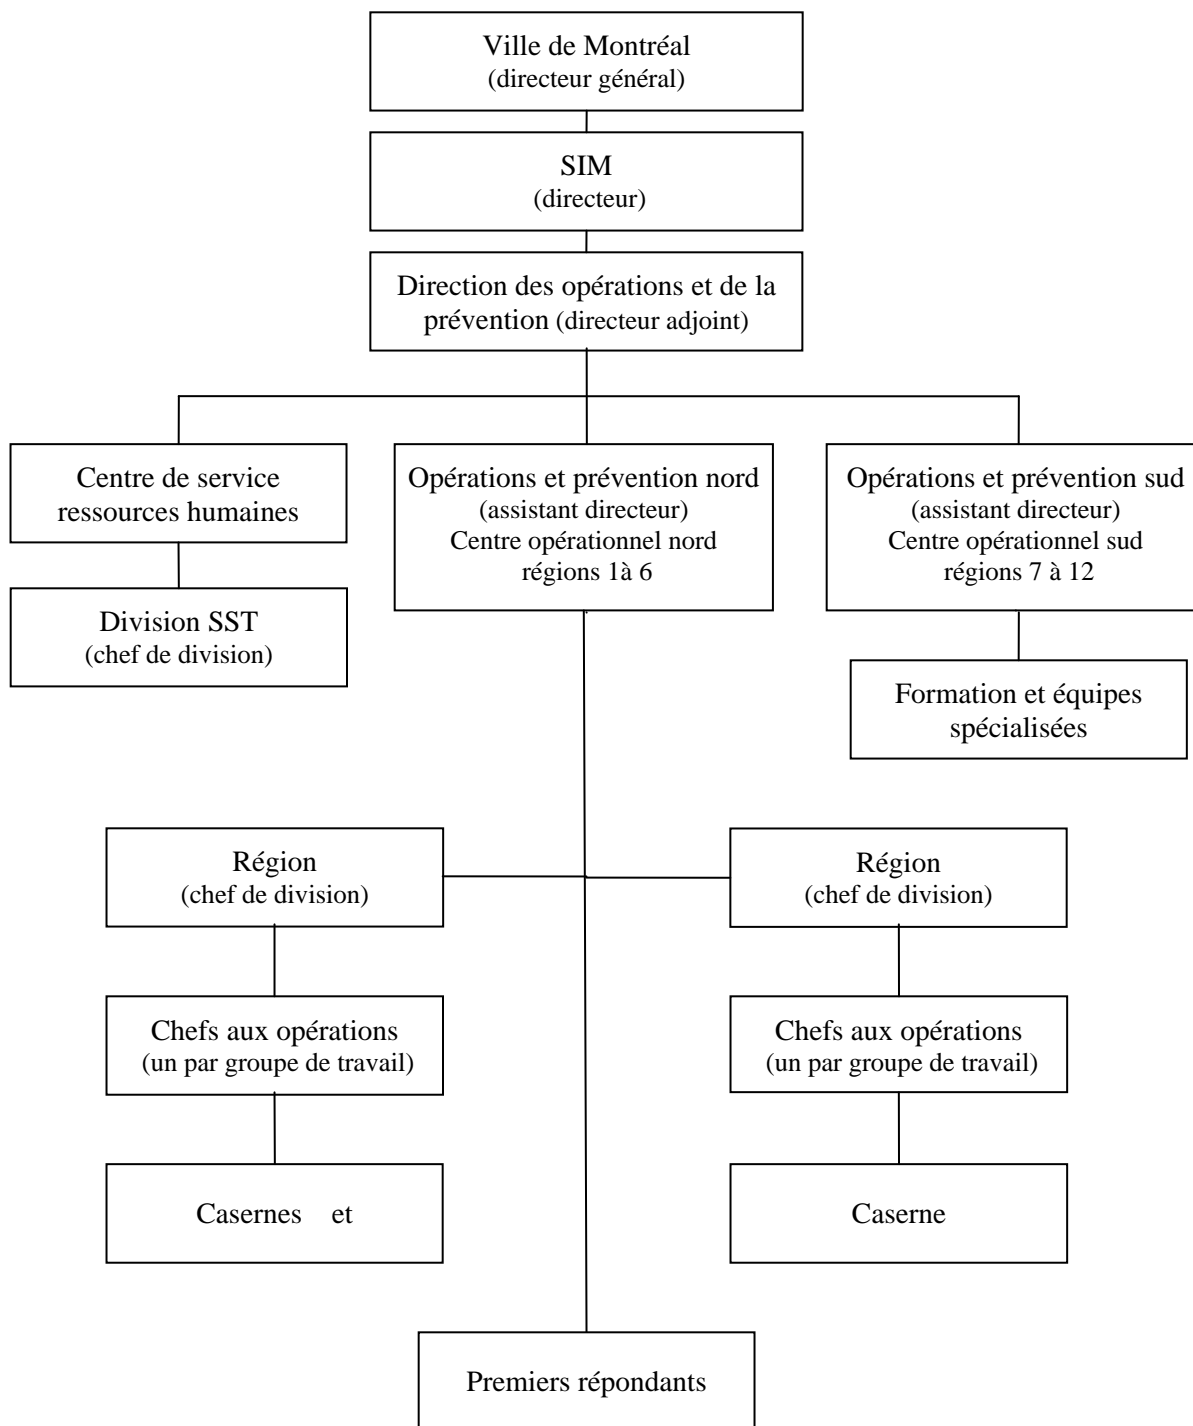 Ville de Montréal
(directeur général)
SIM
(directeur)
Direction des opérations et de la
prévention (directeur adjoint)
Centre de service
ressources humaines
Opérations et prévention nord
(assistant directeur)
Centre opérationnel nord
régions 1à 6
Opérations et prévention sud
(assistant directeur)
Centre opérationnel sud
régions 7 à 12
Division SST
(chef de division)
Formation et équipes
spécialisées
Région
(chef de division)
Région
(chef de division)
Chefs aux opérations
(un par groupe de travail)
Chefs aux opérations
(un par groupe de travail)
Casernes et
Caserne
Premiers répondants